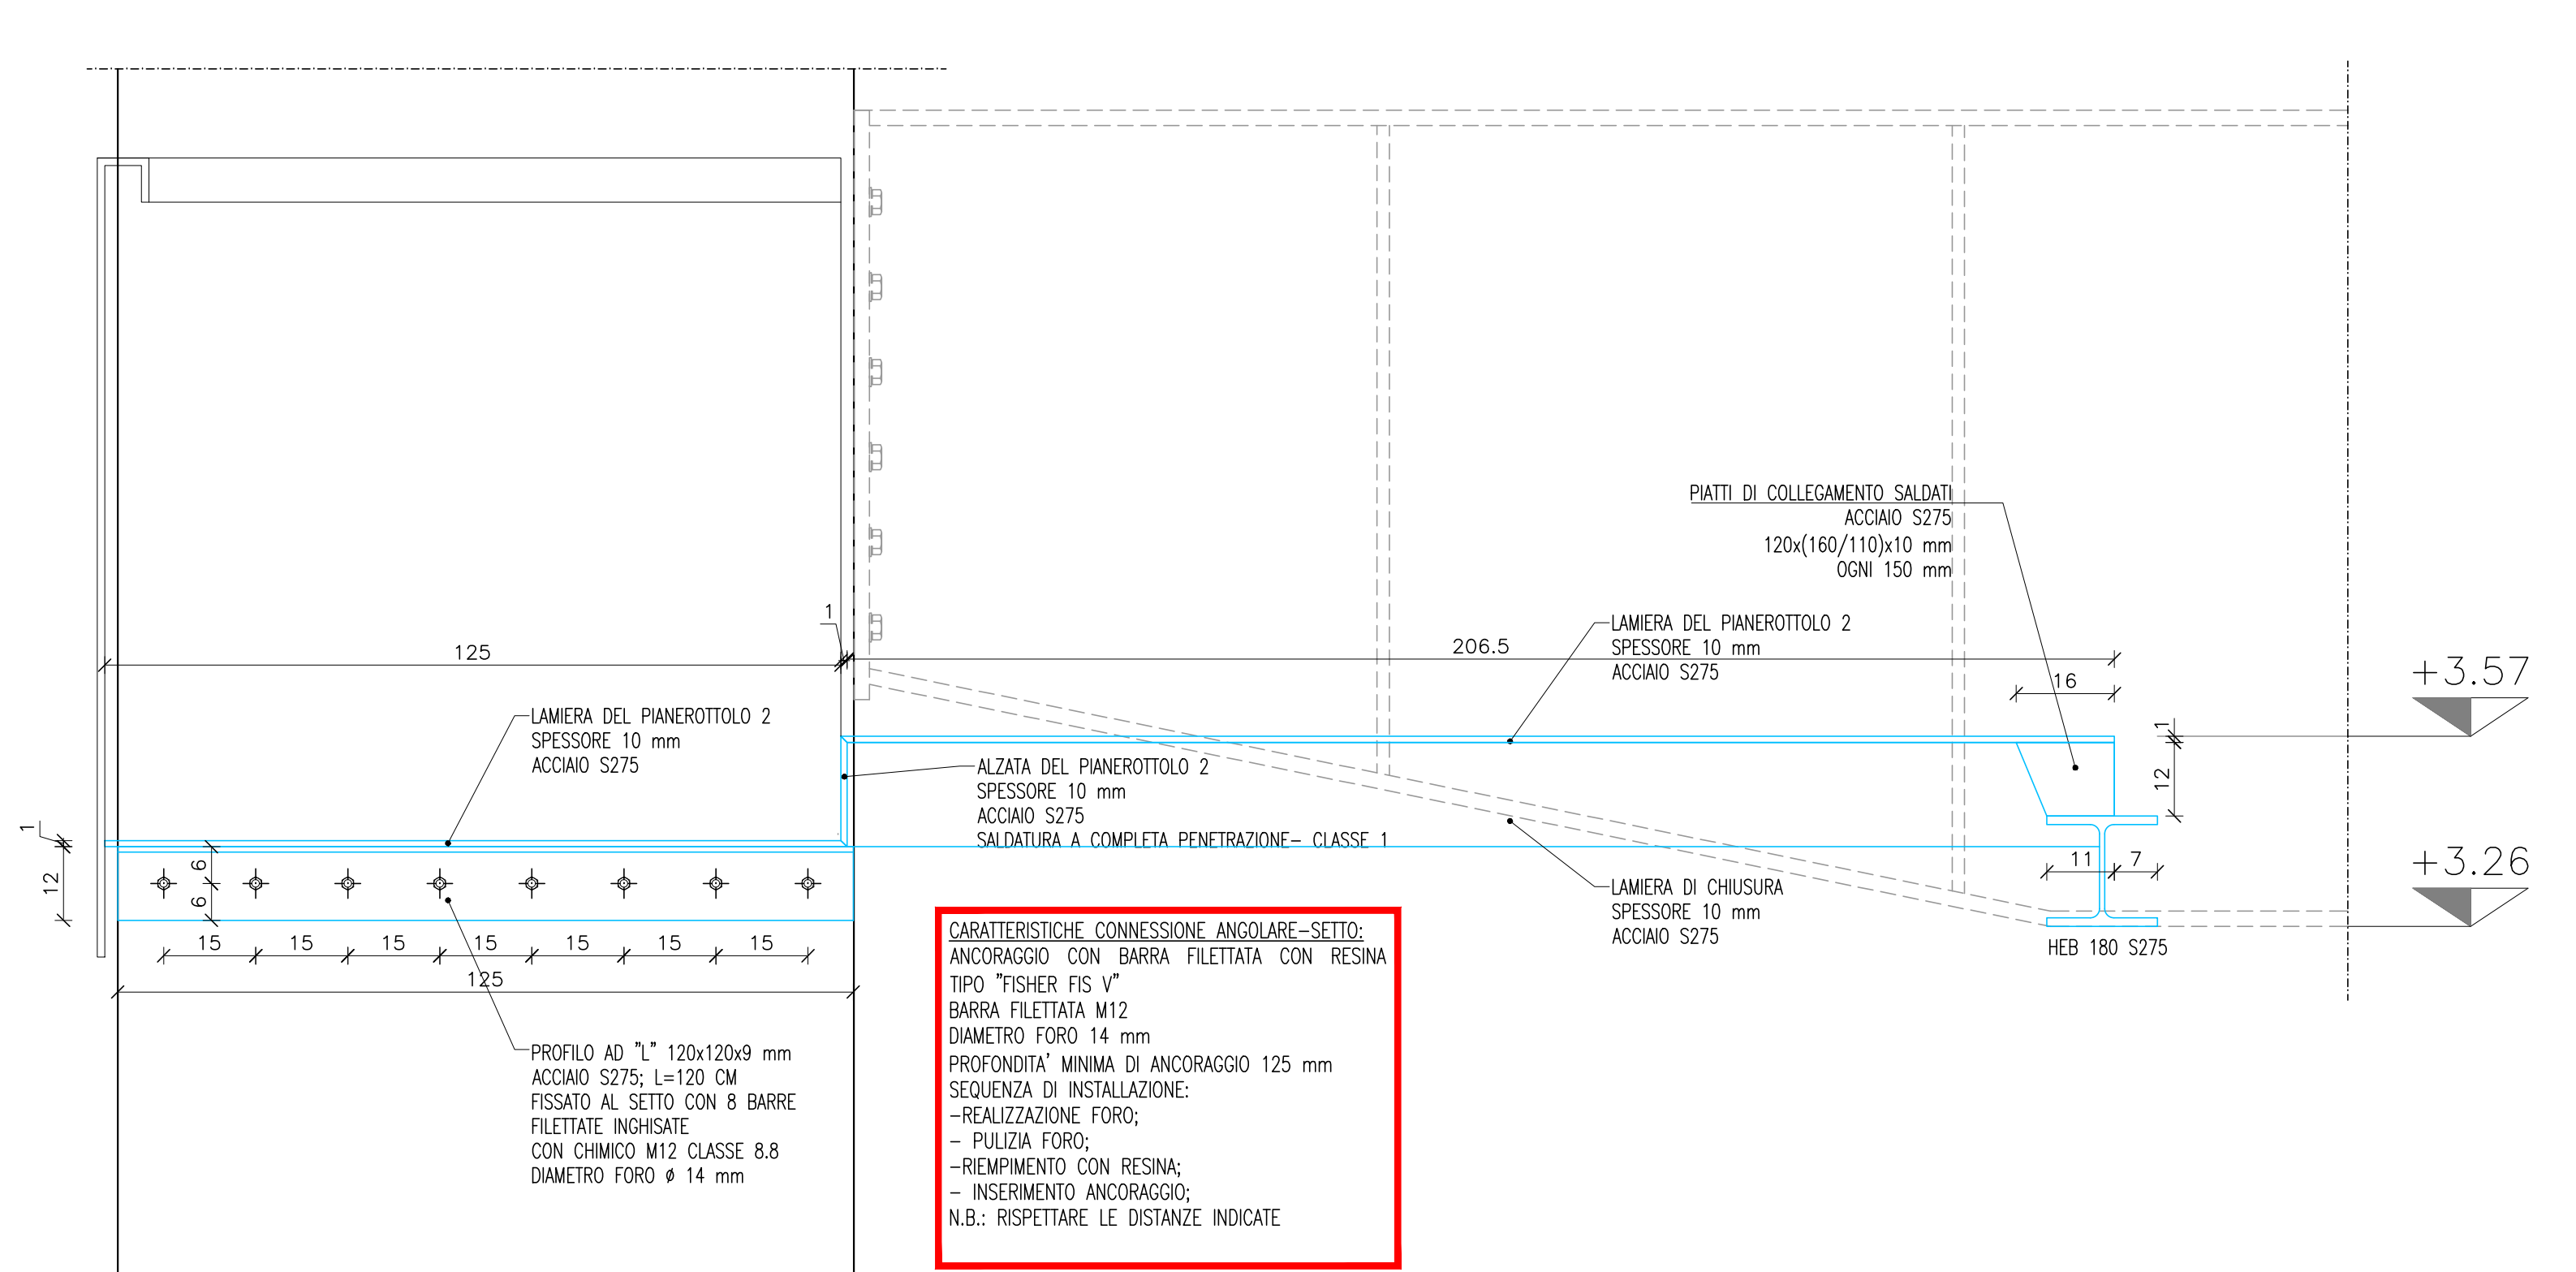 PIATTI DI COLLEGAMENTO SALDATI
ACCIAIO S275
120x(160/110)x10 mm
OGNI 150 mm
1
125
206.5
LAMIERA DEL PIANEROTTOLO 2
SPESSORE 10 mm
ACCIAIO S275
16
+3.57
LAMIERA DEL PIANEROTTOLO 2
SPESSORE 10 mm
ACCIAIO S275
1
12
ALZATA DEL PIANEROTTOLO 2
SPESSORE 10 mm
ACCIAIO S275
SALDATURA A COMPLETA PENETRAZIONE- CLASSE 1
1
12
6
6
11
7
+3.26
LAMIERA DI CHIUSURA
SPESSORE 10 mm
ACCIAIO S275
HEB 180 S275
15
15
15
15
15
15
15
125
CARATTERISTICHE CONNESSIONE ANGOLARE-SETTO:
ANCORAGGIO CON BARRA FILETTATA CON RESINA
TIPO "FISHER FIS V"
BARRA FILETTATA M12
DIAMETRO FORO 14 mm
PROFONDITA' MINIMA DI ANCORAGGIO 125 mm
SEQUENZA DI INSTALLAZIONE:
-REALIZZAZIONE FORO;
- PULIZIA FORO;
-RIEMPIMENTO CON RESINA;
- INSERIMENTO ANCORAGGIO;
N.B.: RISPETTARE LE DISTANZE INDICATE
PROFILO AD "L" 120x120x9 mm
ACCIAIO S275; L=120 CM
FISSATO AL SETTO CON 8 BARRE
FILETTATE INGHISATE
CON CHIMICO M12 CLASSE 8.8
DIAMETRO FORO ø 14 mm